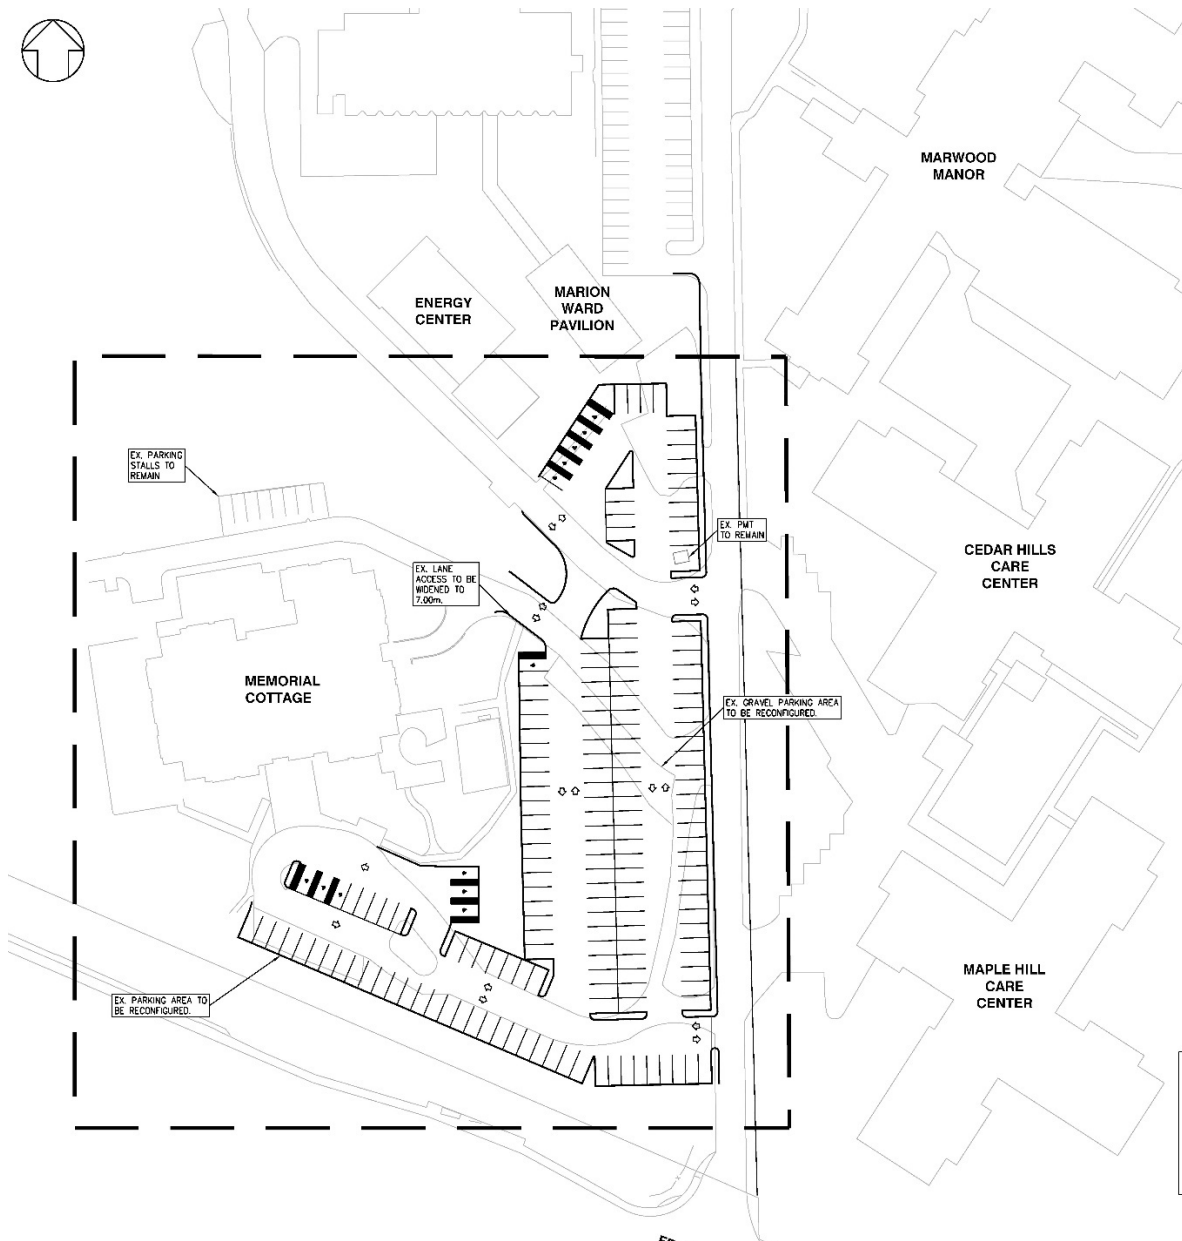 MARWOOD
MANOR
ENERGY
CENTER
MARION
WARD
PAVILION
EX. PARKING
STALLS TO
REMAIN
EX. PMT
TO REMAIN
EX. LANE
ACCESS TO BE
WIDENED TO
7.00m.
CEDAR HILLS
CARE
CENTER
MEMORIAL
COTTAGE
EX. GRAVEL PARKING AREA
TO BE RECONFIGURED.
EX. PARKING AREA TO
BE RECONFIGURED.
MAPLE HILL
CARE
CENTER